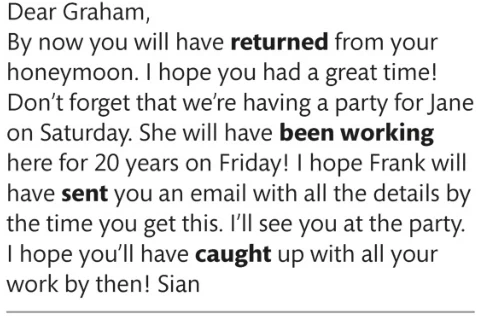 Dear Graham,
By now you will have returned from your
honeymoon. I hope you had a great time!
Don't forget that we're having a party for Jane
on Saturday. She will have been working
here for 20 years on Friday! I hope Frank will
have sent you an email with all the details by
the time you get this. I'll see you at the party.
I hope you'll have caught up with all your
work by then! Sian